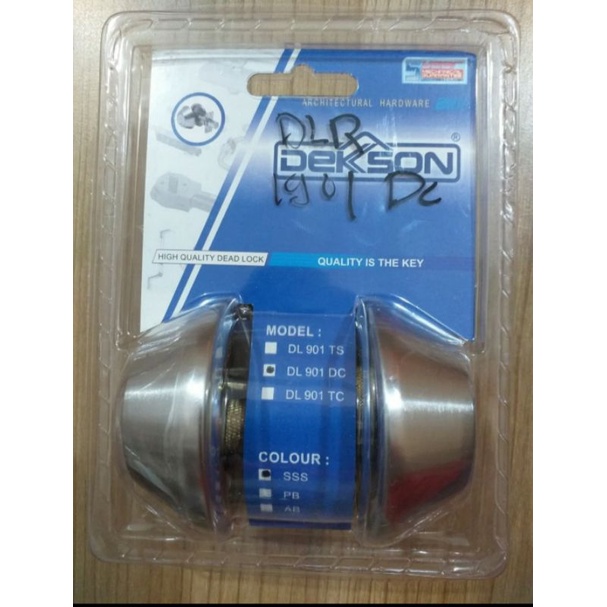 ARCHITECTURAL HARDWARE
DLR
DEKSON®
1901 DC
HIGH QUALITY DEAD LOCK
QUALITY IS THE KEY
MODEL :
DL 901 TS
DL 901 DC
DL 901 TC
COLOUR :
SSS
PB
AB